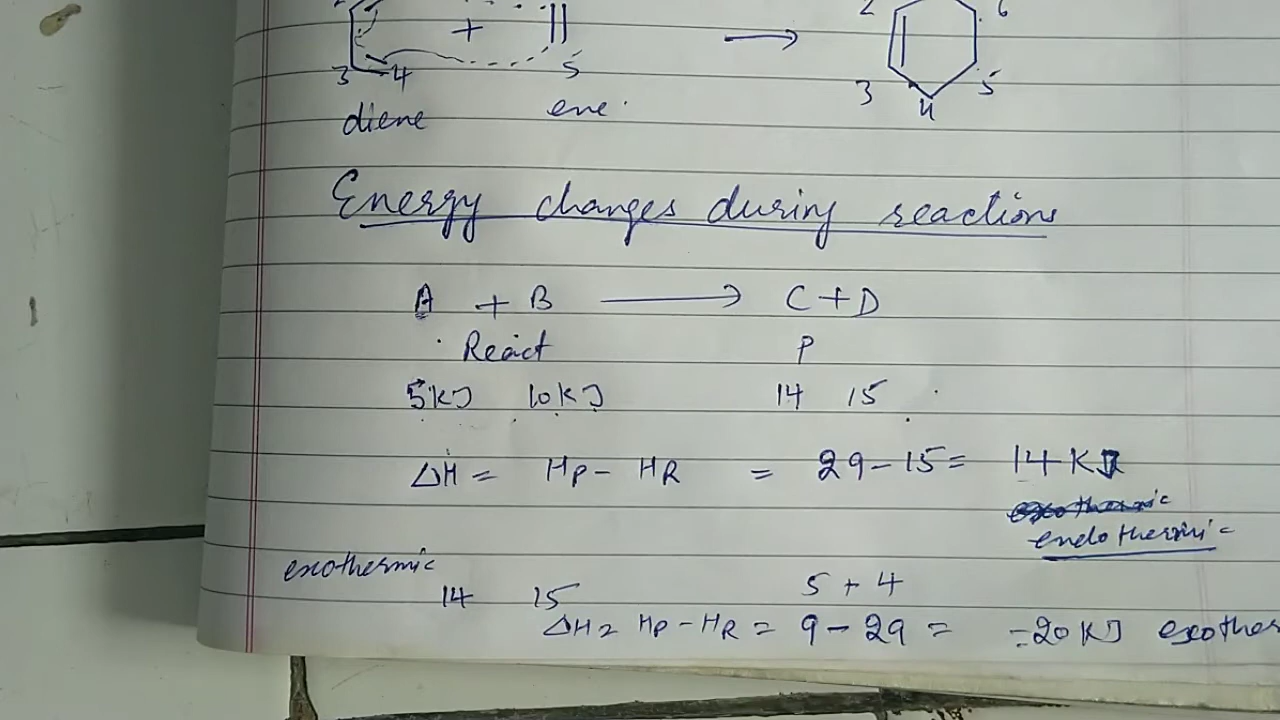 2 6
+ →
3 4 5 3 4 5
diene ene
Energy changes during reactions
A + B → C + D
React P
5KJ 10KJ 14 15
ΔH = HP - HR = 29 - 15 = 14 KJ
exothermic
endothermic
exothermic
14 15 5 + 4
ΔH = HP - HR = 9 - 29 = -20 KJ exother